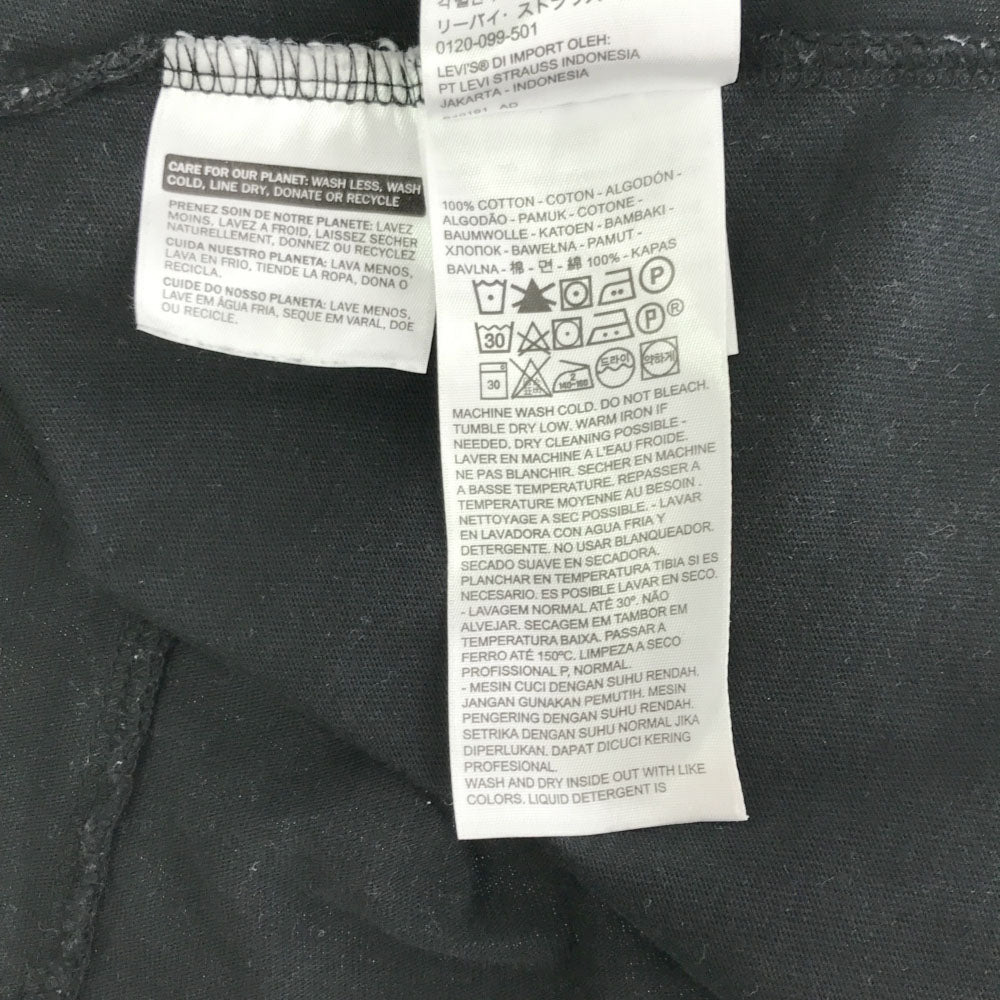 リーバイ・ストラウス
0120-099-501
LEVI'S® DI IMPORT OLEH:
PT LEVI STRAUSS INDONESIA
JAKARTA - INDONESIA
CARE FOR OUR PLANET: WASH LESS, WASH
COLD, LINE DRY, DONATE OR RECYCLE
PRENEZ SOIN DE NOTRE PLANETE: LAVEZ
MOINS, LAVEZ A FROID, LAISSEZ SECHER
NATURELLEMENT, DONNEZ OU RECYCLEZ
CUIDA NUESTRO PLANETA: LAVA MENOS,
LAVA EN FRIO, TIENDE LA ROPA, DONA O
RECICLA.
CUIDE DO NOSSO PLANETA: LAVE MENOS,
LAVE EM ÁGUA FRIA, SEQUE EM VARAL, DOE
OU RECICLE.
100% COTTON - COTON - ALGODÓN -
ALGODÃO - PAMUK - COTONE -
BAUMWOLLE - KATOEN - BAMBAKI -
ХЛОПОК - BAWEŁNA - PAMUT -
BAVLNA - 棉 - 면 - 綿 100% - KAPAS
P
30 P ®
30 2 140-160 드라이 약하게
MACHINE WASH COLD. DO NOT BLEACH.
TUMBLE DRY LOW. WARM IRON IF
NEEDED. DRY CLEANING POSSIBLE -
LAVER EN MACHINE A L'EAU FROIDE.
NE PAS BLANCHIR. SECHER EN MACHINE
A BASSE TEMPERATURE. REPASSER A
TEMPERATURE MOYENNE AU BESOIN.
NETTOYAGE A SEC POSSIBLE. - LAVAR
EN LAVADORA CON AGUA FRIA Y
DETERGENTE. NO USAR BLANQUEADOR.
SECADO SUAVE EN SECADORA.
PLANCHAR EN TEMPERATURA TIBIA SI ES
NECESARIO. ES POSIBLE LAVAR EN SECO.
- LAVAGEM NORMAL ATÉ 30º. NÃO
ALVEJAR. SECAGEM EM TAMBOR EM
TEMPERATURA BAIXA. PASSAR A
FERRO ATÉ 150ºC. LIMPEZA A SECO
PROFISSIONAL P, NORMAL.
- MESIN CUCI DENGAN SUHU RENDAH.
JANGAN GUNAKAN PEMUTIH. MESIN
PENGERING DENGAN SUHU RENDAH.
SETRIKA DENGAN SUHU NORMAL JIKA
DIPERLUKAN. DAPAT DICUCI KERING
PROFESIONAL.
WASH AND DRY INSIDE OUT WITH LIKE
COLORS. LIQUID DETERGENT IS